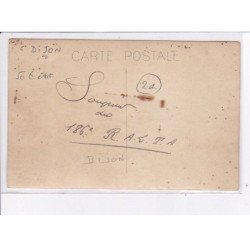 DIJON
CARTE POSTALE
2d
Souvenir
du
186e R.A.L.T.A
DIJON